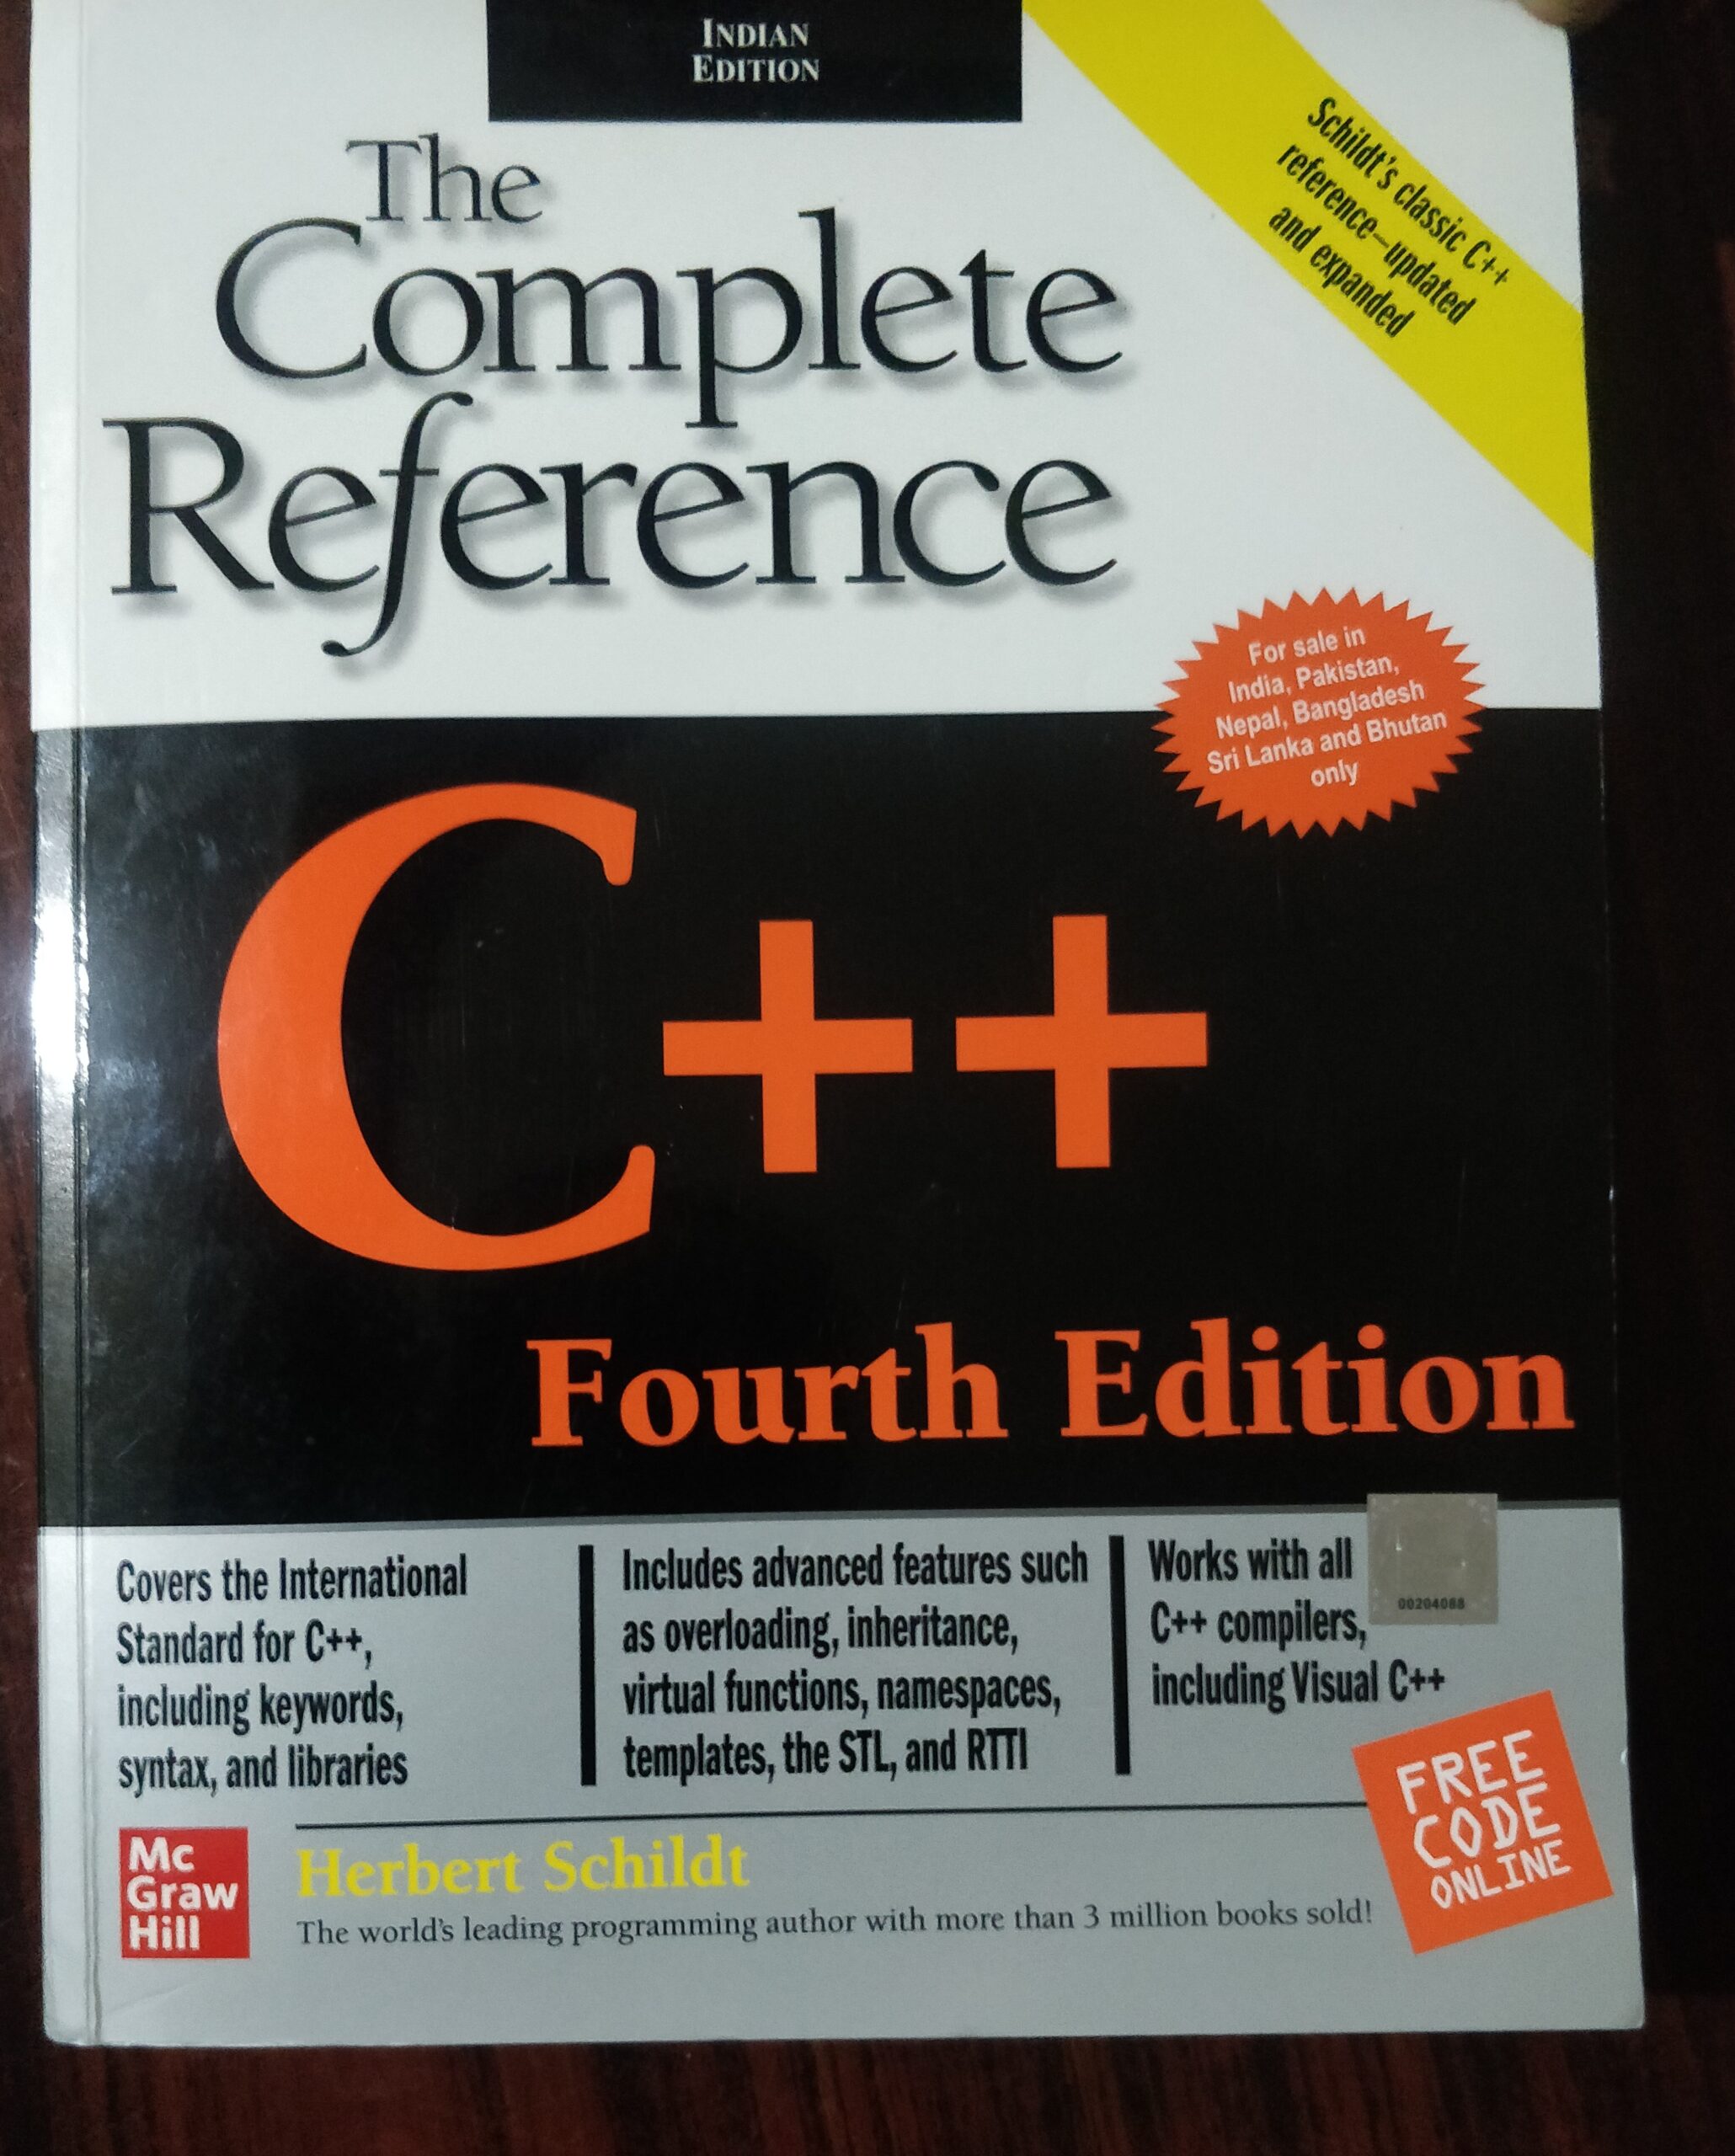 INDIAN
EDITION
Schildt's classic C++
reference–updated
and expanded
The
Complete
Reference
For sale in
India, Pakistan,
Nepal, Bangladesh
Sri Lanka and Bhutan
only
C++
Fourth Edition
Covers the International
Standard for C++,
including keywords,
syntax, and libraries
Includes advanced features such
as overloading, inheritance,
virtual functions, namespaces,
templates, the STL, and RTTI
Works with all
C++ compilers,
including Visual C++
00204088
FREE
CODE
ONLINE
Mc
Graw
Hill
Herbert Schildt
The world's leading programming author with more than 3 million books sold!